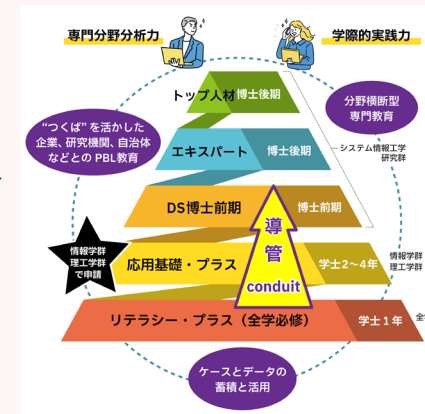 専門分野分析力
学際的実践力
トップ人材
博士後期
分野横断型
専門教育
“つくば”を活かした
企業、研究機関、自治体
などとの PBL教育
エキスパート
博士後期
システム情報工学
研究群
DS博士前期
博士前期
導管
conduit
情報学群
理工学群
で申請
応用基礎・プラス
学士2~4年
情報学群
理工学群
リテラシー・プラス（全学必修）
学士1年
全
ケースとデータの
蓄積と活用